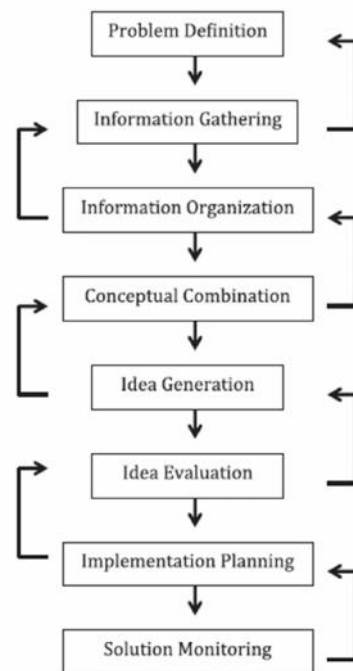 Problem Definition
Information Gathering
Information Organization
Conceptual Combination
Idea Generation
Idea Evaluation
Implementation Planning
Solution Monitoring